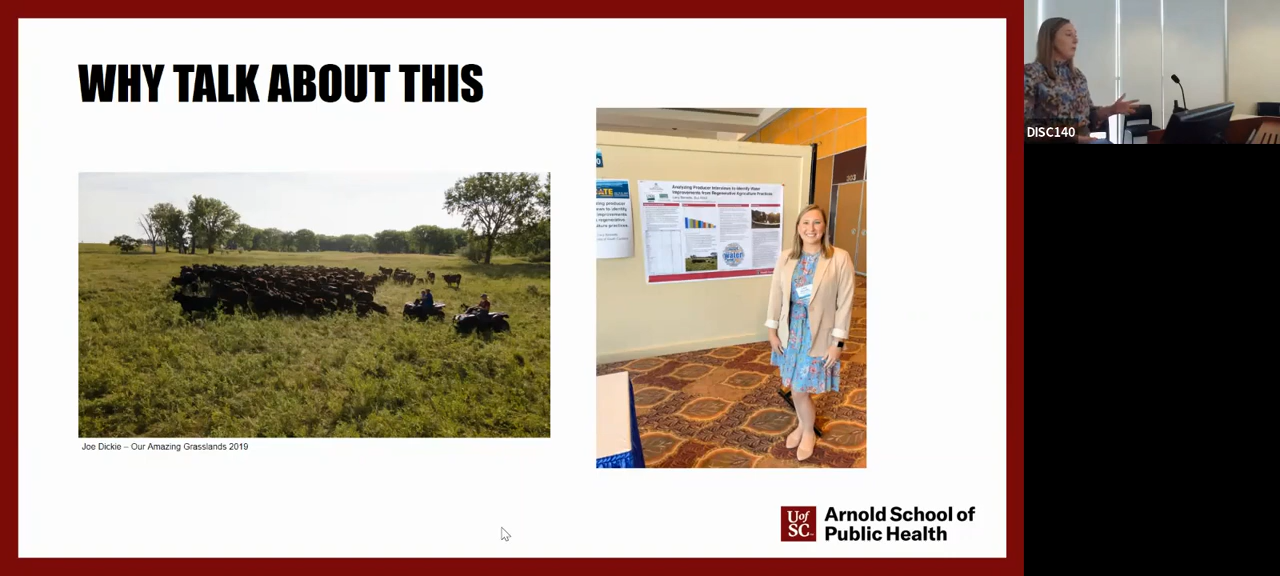 WHY TALK ABOUT THIS
DISC140
Analyzing Producer Interviews to Identify Water
Improvements from Regenerative Agriculture Practices
water
Joe Dickie – Our Amazing Grasslands 2019
UofSC
Arnold School of
Public Health